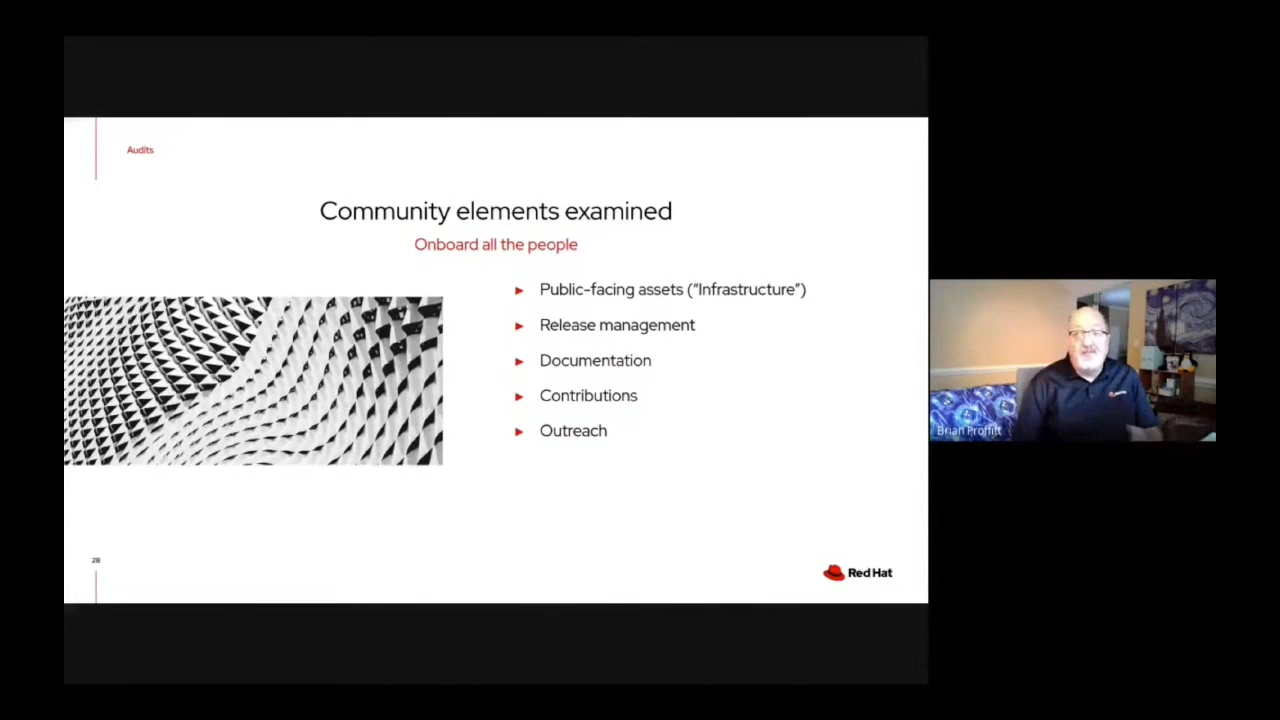 Audits
Community elements examined
Onboard all the people
► Public-facing assets (“Infrastructure”)
► Release management
► Documentation
► Contributions
► Outreach
28
Red Hat
Brian Proffitt